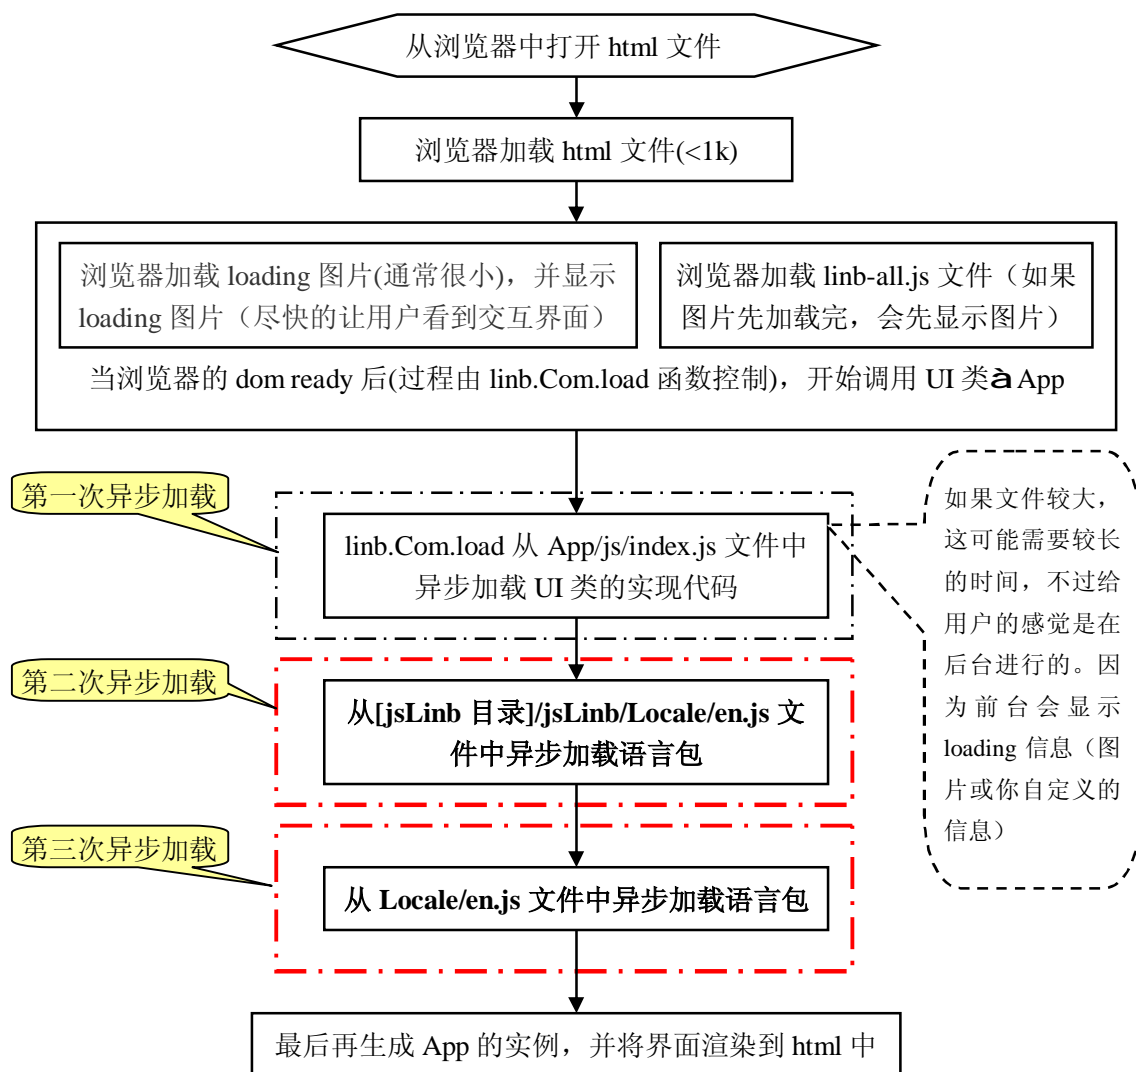 从浏览器中打开 html 文件
浏览器加载 html 文件(<1k)
浏览器加载 loading 图片(通常很小)，并显示
loading 图片（尽快的让用户看到交互界面）
浏览器加载 linb-all.js 文件（如果
图片先加载完，会先显示图片）
当浏览器的 dom ready 后(过程由 linb.Com.load 函数控制)，开始调用 UI 类à App
第一次异步加载
linb.Com.load 从 App/js/index.js 文件中
异步加载 UI 类的实现代码
如果文件较大，
这可能需要较长
的时间，不过给
用户的感觉是在
后台进行的。因
为前台会显示
loading 信息（图
片或你自定义的
信息）
第二次异步加载
从[jsLinb 目录]/jsLinb/Locale/en.js 文
件中异步加载语言包
第三次异步加载
从 Locale/en.js 文件中异步加载语言包
最后再生成 App 的实例，并将界面渲染到 html 中